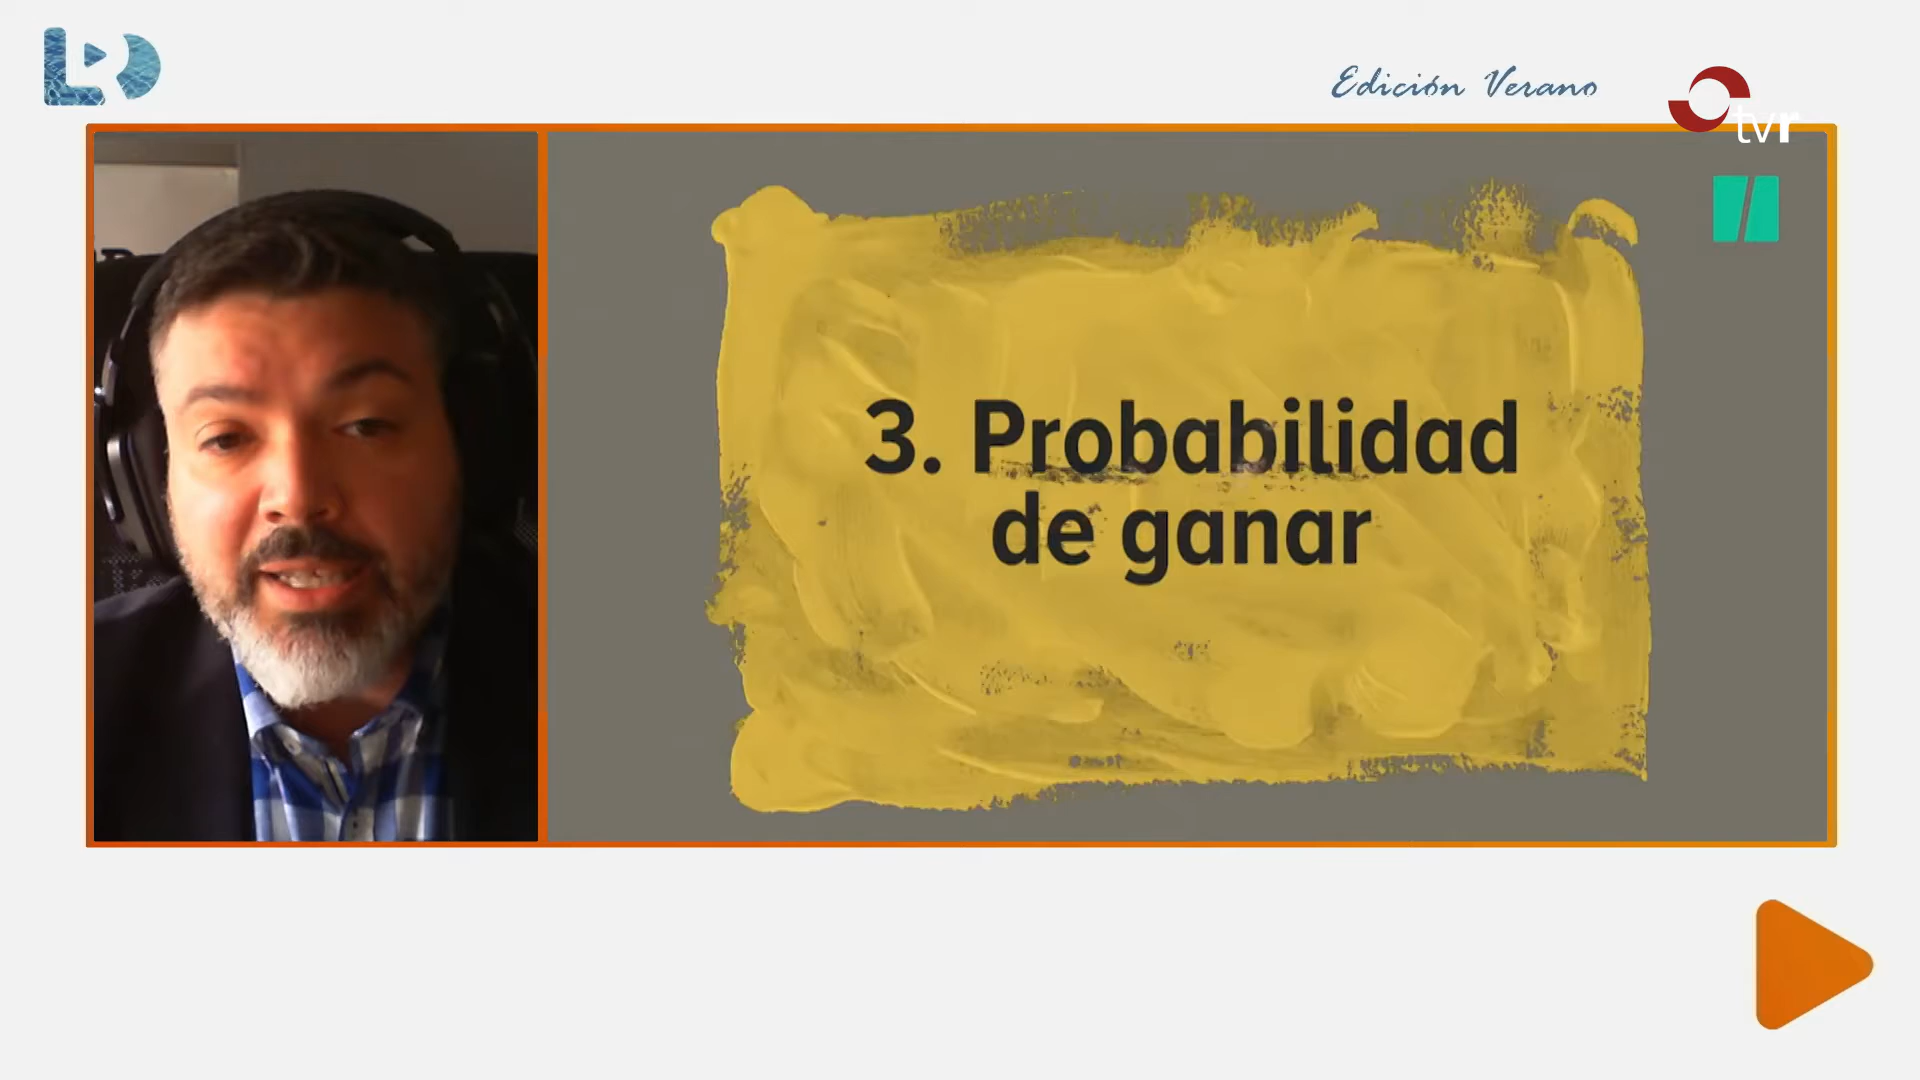 Edición Verano
tvr
3. Probabilidad
de ganar